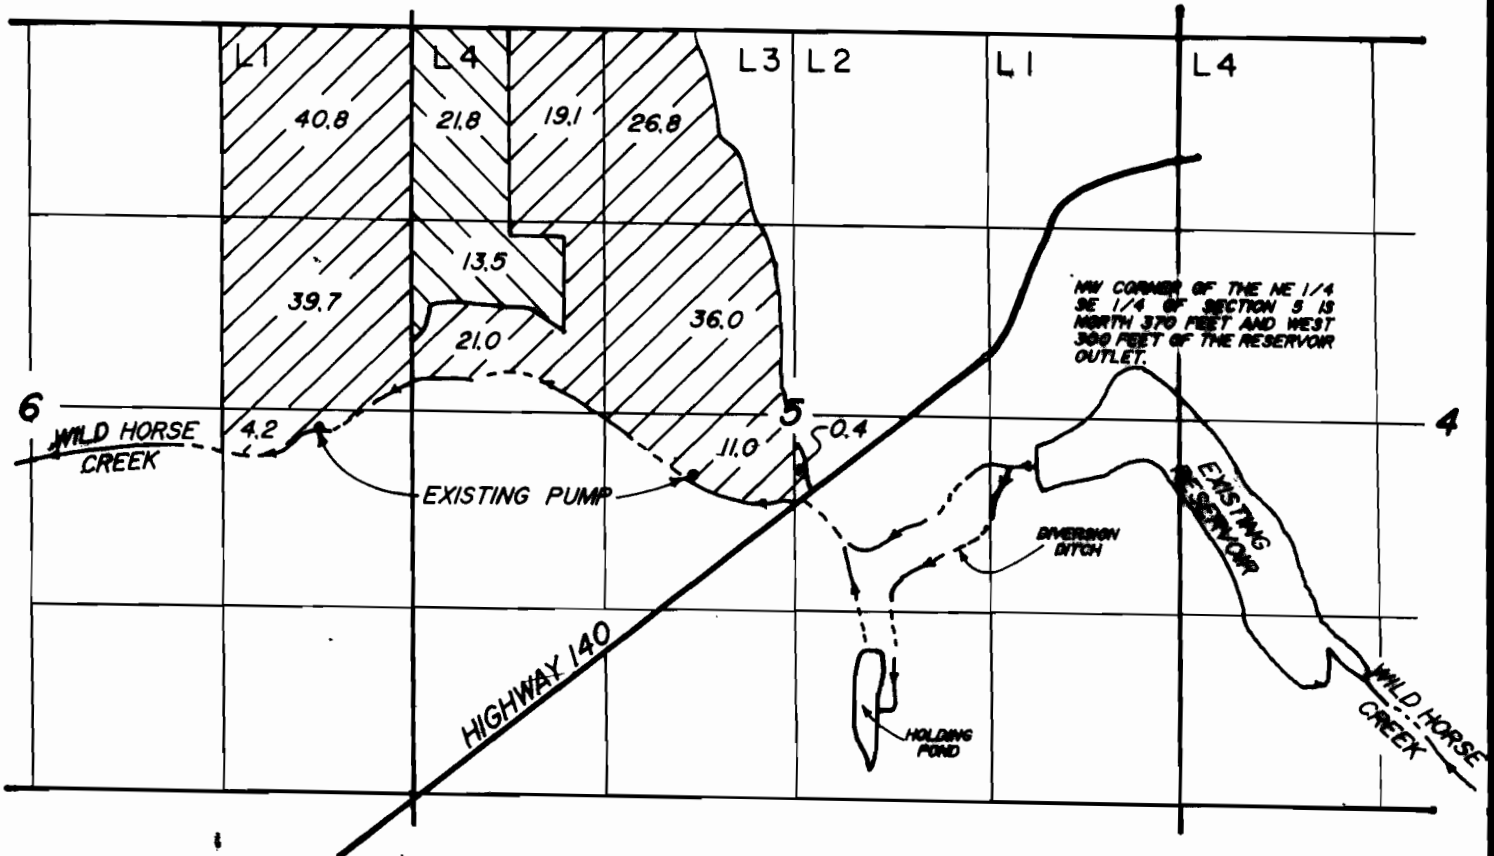 L1
L4
L3
L2
L1
L4
40.8
21.8
19.1
26.8
13.5
39.7
36.0
21.0
NW CORNER OF THE NE 1/4
SE 1/4 OF SECTION 5 IS
NORTH 370 FEET AND WEST
300 FEET OF THE RESERVOIR
OUTLET.
6
5
4
4.2
11.0
0.4
WILD HORSE
CREEK
EXISTING PUMP
EXISTING
RESERVOIR
DIVERSION
DITCH
HIGHWAY 140
HOLDING
POND
WILD HORSE
CREEK